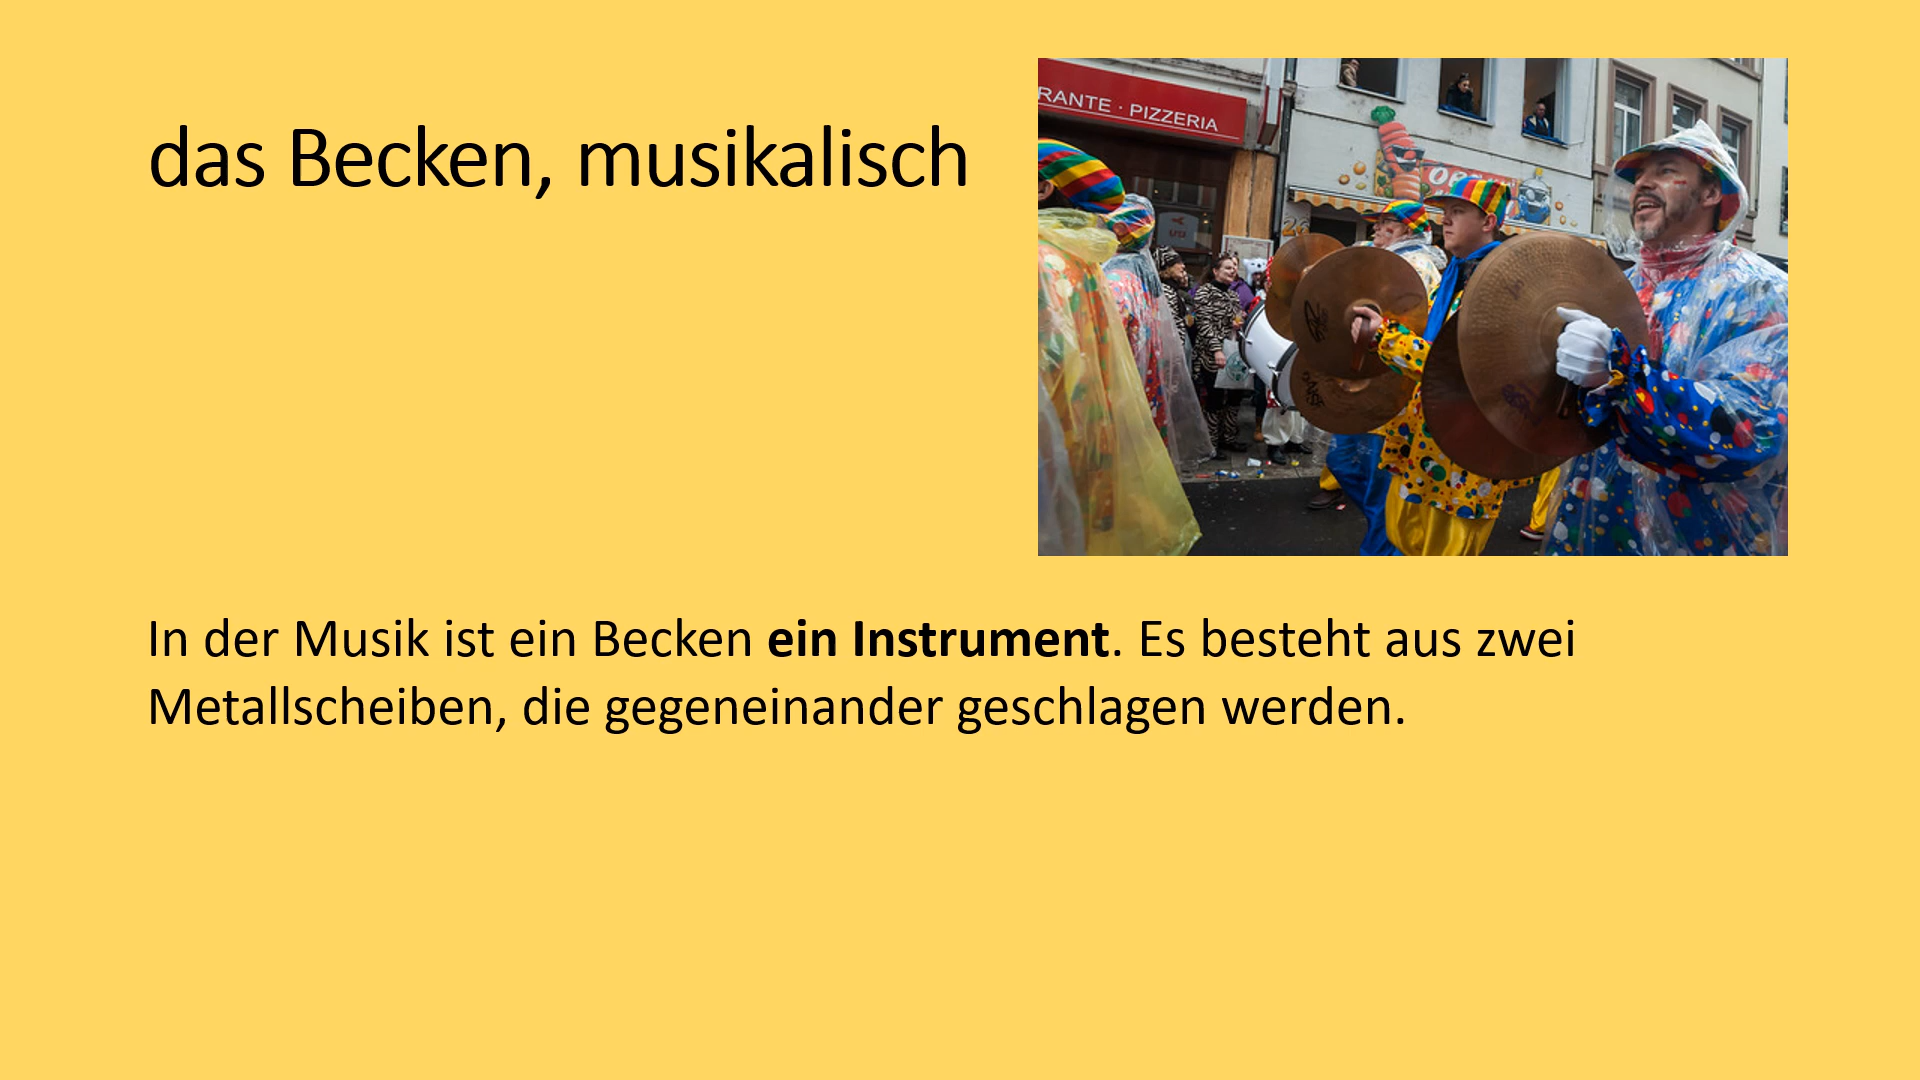 das Becken, musikalisch
RANTE · PIZZERIA
In der Musik ist ein Becken ein Instrument. Es besteht aus zwei
Metallscheiben, die gegeneinander geschlagen werden.